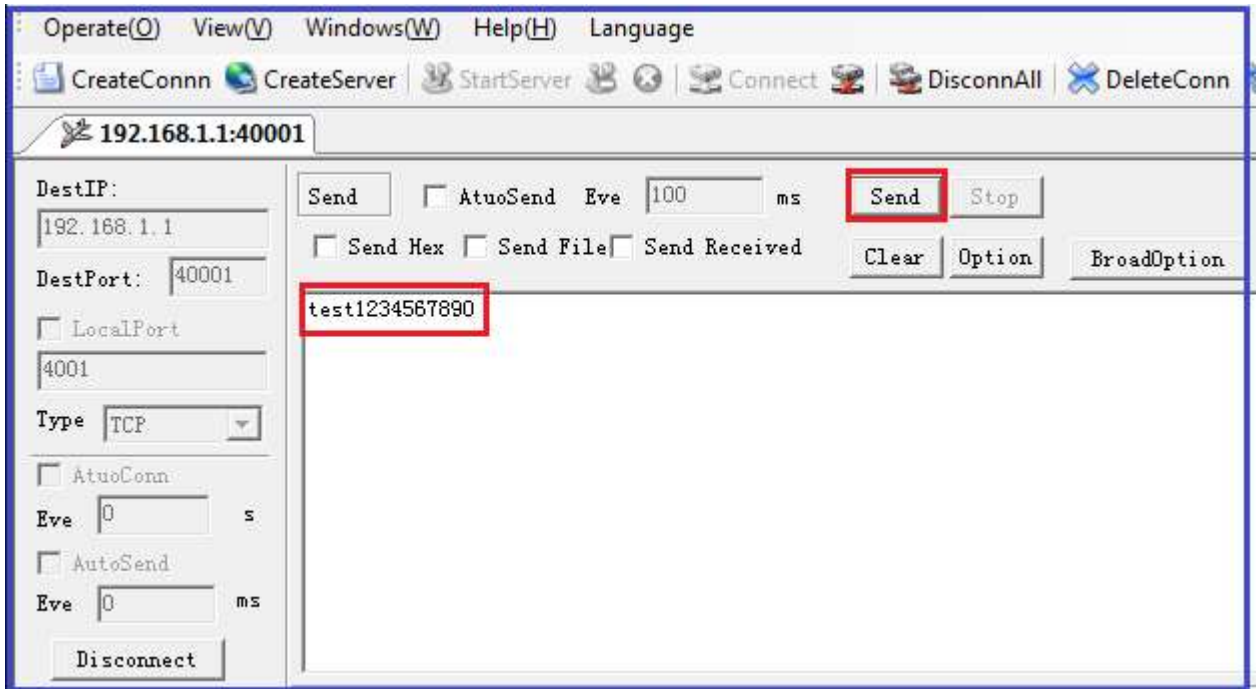 Operate(O) View(V) Windows(W) Help(H) Language
CreateConnn CreateServer StartServer Connect DisconnAll DeleteConn
192.168.1.1:40001
DestIP:
192.168.1.1
DestPort: 40001
LocalPort
4001
Type TCP
AtuoConn
Eve 0 s
AutoSend
Eve 0 ms
Disconnect
Send AtuoSend Eve 100 ms Send Stop
Send Hex Send File Send Received Clear Option BroadOption
test1234567890